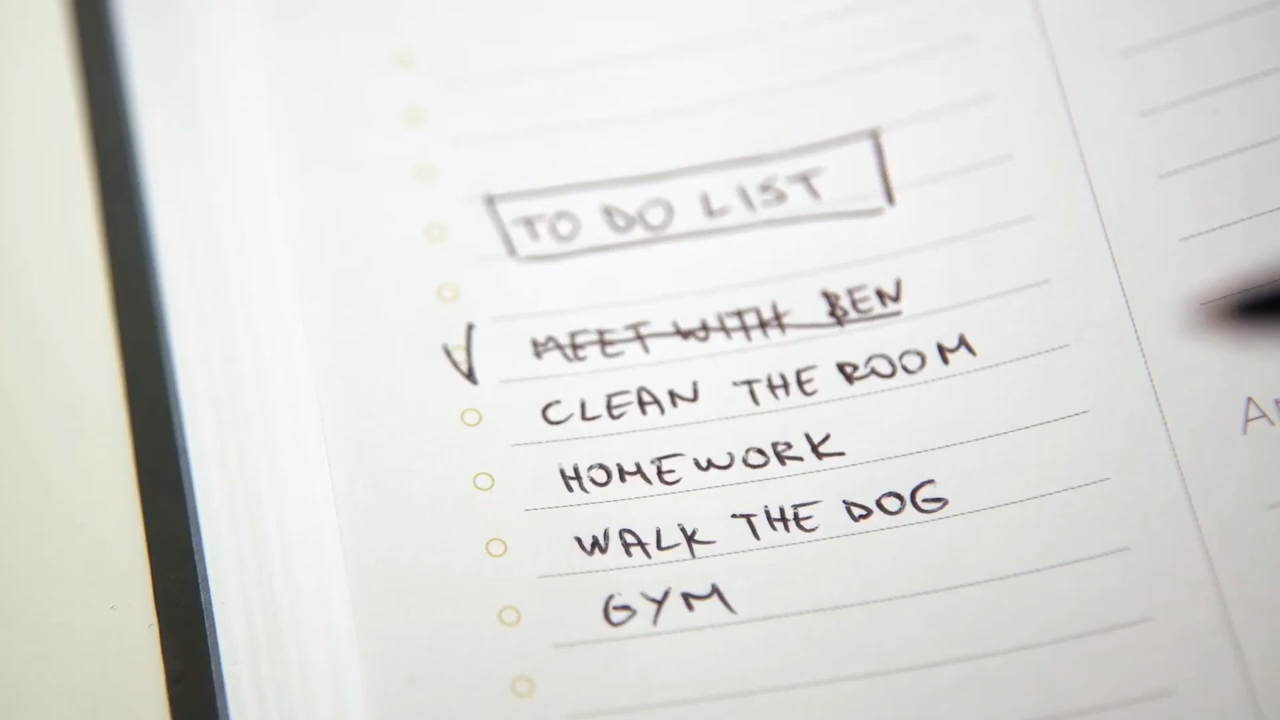 TO DO LIST
MEET WITH BEN
CLEAN THE ROOM
HOMEWORK
WALK THE DOG
GYM